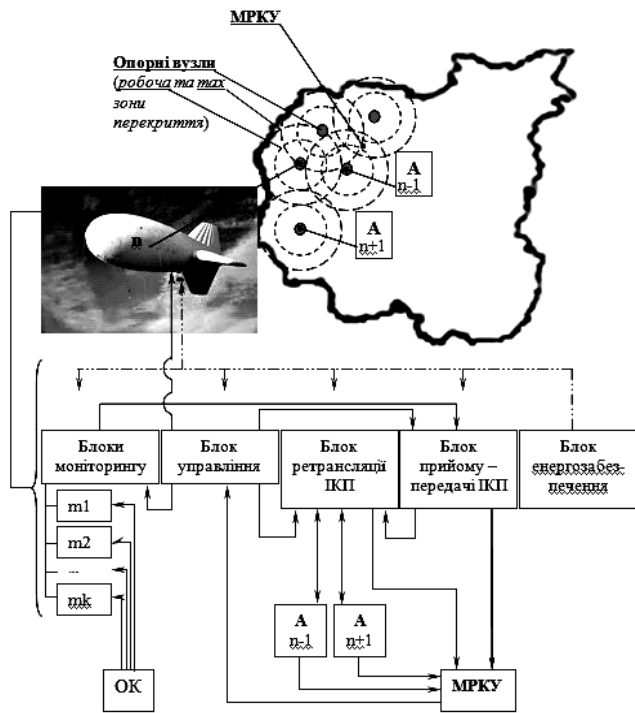 МРКУ
Опорні вузли
(робоча та max
зони
перекриття)
А
n-1
А
n+1
n
Блоки
моніторингу
Блок
управління
Блок
ретрансляції
ІКП
Блок
прийому –
передачі ІКП
Блок
енергозабез-
печення
m1
m2
...
mk
А
n-1
А
n+1
ОК
МРКУ